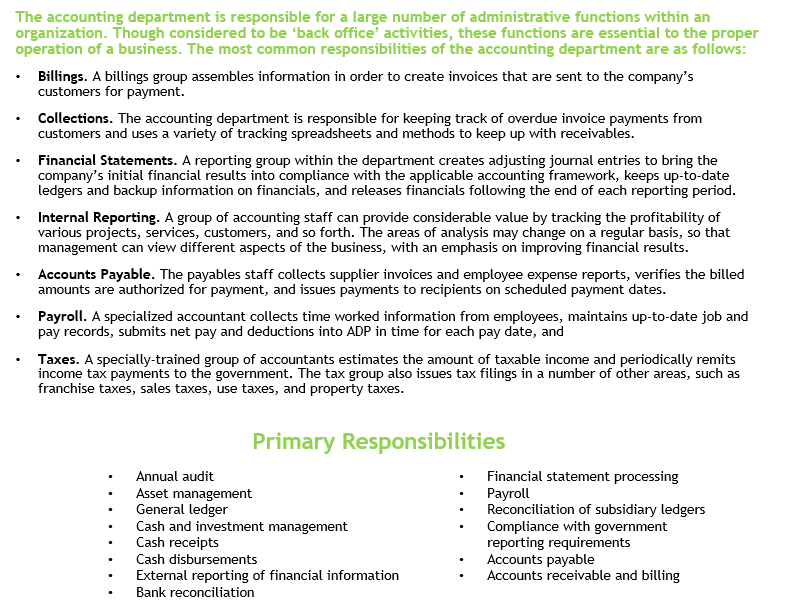 The accounting department is responsible for a large number of administrative functions within an
organization. Though considered to be ‘back office’ activities, these functions are essential to the proper
operation of a business. The most common responsibilities of the accounting department are as follows:
• Billings. A billings group assembles information in order to create invoices that are sent to the company’s
customers for payment.
• Collections. The accounting department is responsible for keeping track of overdue invoice payments from
customers and uses a variety of tracking spreadsheets and methods to keep up with receivables.
• Financial Statements. A reporting group within the department creates adjusting journal entries to bring the
company’s initial financial results into compliance with the applicable accounting framework, keeps up-to-date
ledgers and backup information on financials, and releases financials following the end of each reporting period.
• Internal Reporting. A group of accounting staff can provide considerable value by tracking the profitability of
various projects, services, customers, and so forth. The areas of analysis may change on a regular basis, so that
management can view different aspects of the business, with an emphasis on improving financial results.
• Accounts Payable. The payables staff collects supplier invoices and employee expense reports, verifies the billed
amounts are authorized for payment, and issues payments to recipients on scheduled payment dates.
• Payroll. A specialized accountant collects time worked information from employees, maintains up-to-date job and
pay records, submits net pay and deductions into ADP in time for each pay date, and
• Taxes. A specially-trained group of accountants estimates the amount of taxable income and periodically remits
income tax payments to the government. The tax group also issues tax filings in a number of other areas, such as
franchise taxes, sales taxes, use taxes, and property taxes.
Primary Responsibilities
• Annual audit
• Asset management
• General ledger
• Cash and investment management
• Cash receipts
• Cash disbursements
• External reporting of financial information
• Bank reconciliation
• Financial statement processing
• Payroll
• Reconciliation of subsidiary ledgers
• Compliance with government
reporting requirements
• Accounts payable
• Accounts receivable and billing